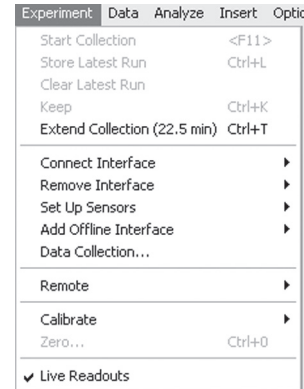 Experiment Data Analyze Insert
Start Collection <F11>
Store Latest Run Ctrl+L
Clear Latest Run
Keep Ctrl+K
Extend Collection (22.5 min) Ctrl+T
Connect Interface
Remove Interface
Set Up Sensors
Add Offline Interface
Data Collection...
Remote
Calibrate
Zero... Ctrl+0
Live Readouts